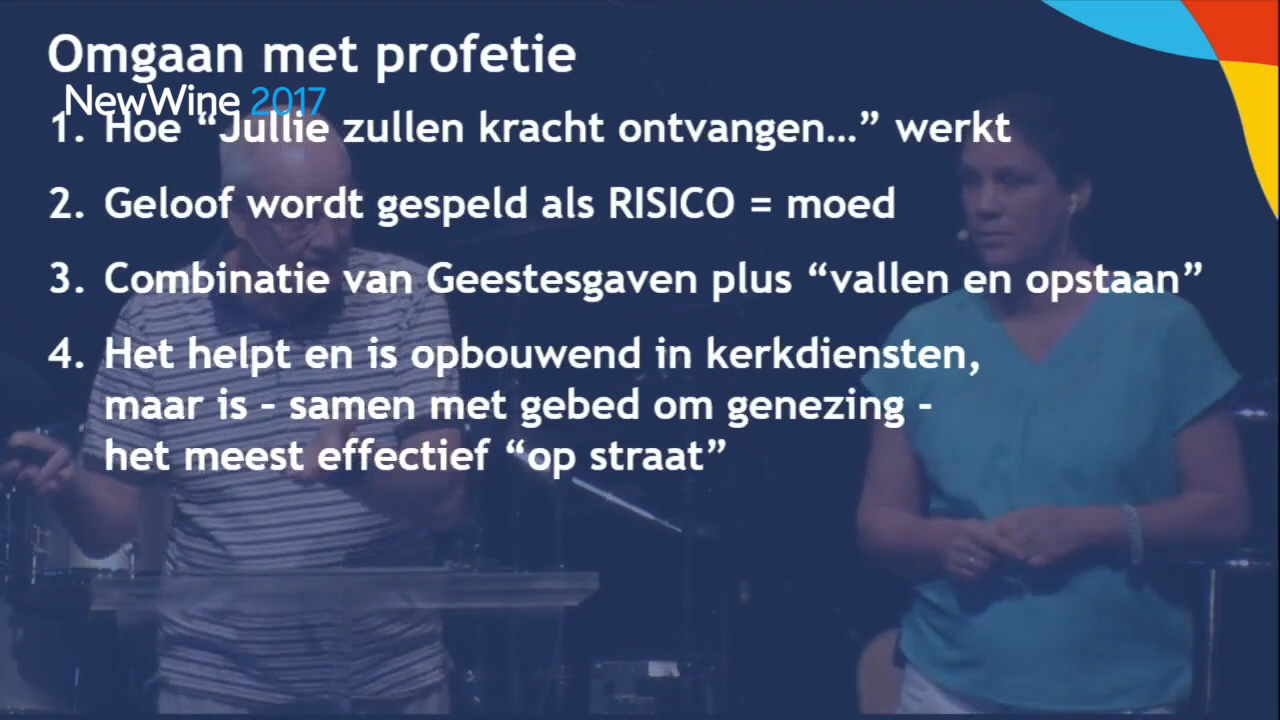 Omgaan met profetie
NewWine 2017
1. Hoe “Jullie zullen kracht ontvangen…” werkt
2. Geloof wordt gespeld als RISICO = moed
3. Combinatie van Geestesgaven plus “vallen en opstaan”
4. Het helpt en is opbouwend in kerkdiensten,
maar is – samen met gebed om genezing -
het meest effectief “op straat”